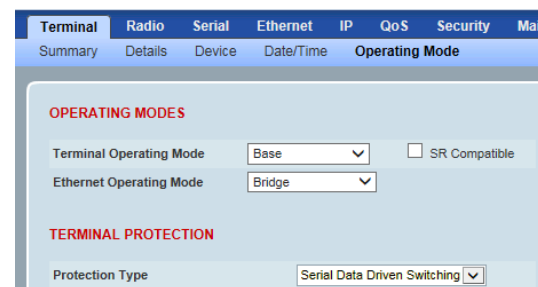 Terminal Radio Serial Ethernet IP QoS Security
Summary Details Device Date/Time Operating Mode
OPERATING MODES
Terminal Operating Mode Base SR Compatible
Ethernet Operating Mode Bridge
TERMINAL PROTECTION
Protection Type Serial Data Driven Switching